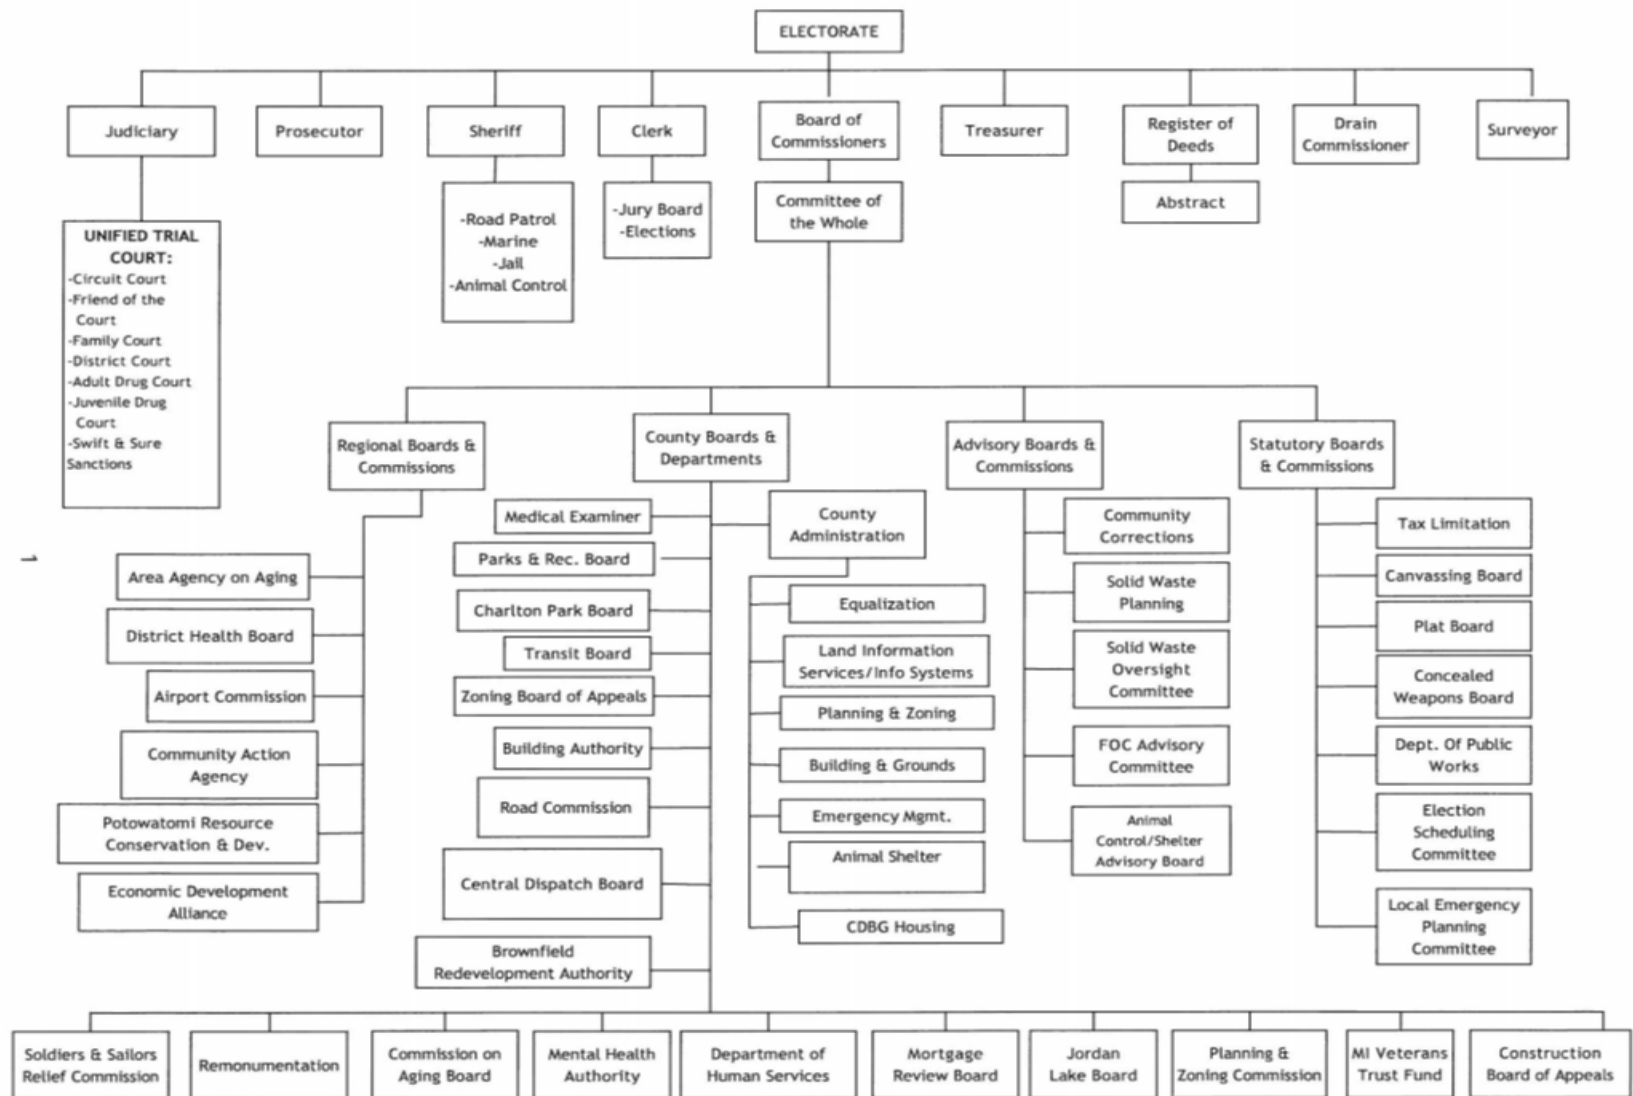 ELECTORATE
Judiciary
Prosecutor
Sheriff
Clerk
Board of
Commissioners
Treasurer
Register of
Deeds
Drain
Commissioner
Surveyor
UNIFIED TRIAL
COURT:
-Circuit Court
-Friend of the
Court
-Family Court
-District Court
-Adult Drug Court
-Juvenile Drug
Court
-Swift & Sure
Sanctions
-Road Patrol
-Marine
-Jail
-Animal Control
-Jury Board
-Elections
Committee of
the Whole
Abstract
Regional Boards &
Commissions
County Boards &
Departments
Advisory Boards &
Commissions
Statutory Boards
& Commissions
Area Agency on Aging
District Health Board
Airport Commission
Community Action
Agency
Potowatomi Resource
Conservation & Dev.
Economic Development
Alliance
Medical Examiner
Parks & Rec. Board
Charlton Park Board
Transit Board
Zoning Board of Appeals
Building Authority
Road Commission
Central Dispatch Board
Brownfield
Redevelopment Authority
County
Administration
Equalization
Land Information
Services/Info Systems
Planning & Zoning
Building & Grounds
Emergency Mgmt.
Animal Shelter
CDBG Housing
Community
Corrections
Solid Waste
Planning
Solid Waste
Oversight
Committee
FOC Advisory
Committee
Animal
Control/Shelter
Advisory Board
Tax Limitation
Canvassing Board
Plat Board
Concealed
Weapons Board
Dept. Of Public
Works
Election
Scheduling
Committee
Local Emergency
Planning
Committee
Soldiers & Sailors
Relief Commission
Remonumentation
Commission on
Aging Board
Mental Health
Authority
Department of
Human Services
Mortgage
Review Board
Jordan
Lake Board
Planning &
Zoning Commission
MI Veterans
Trust Fund
Construction
Board of Appeals
1